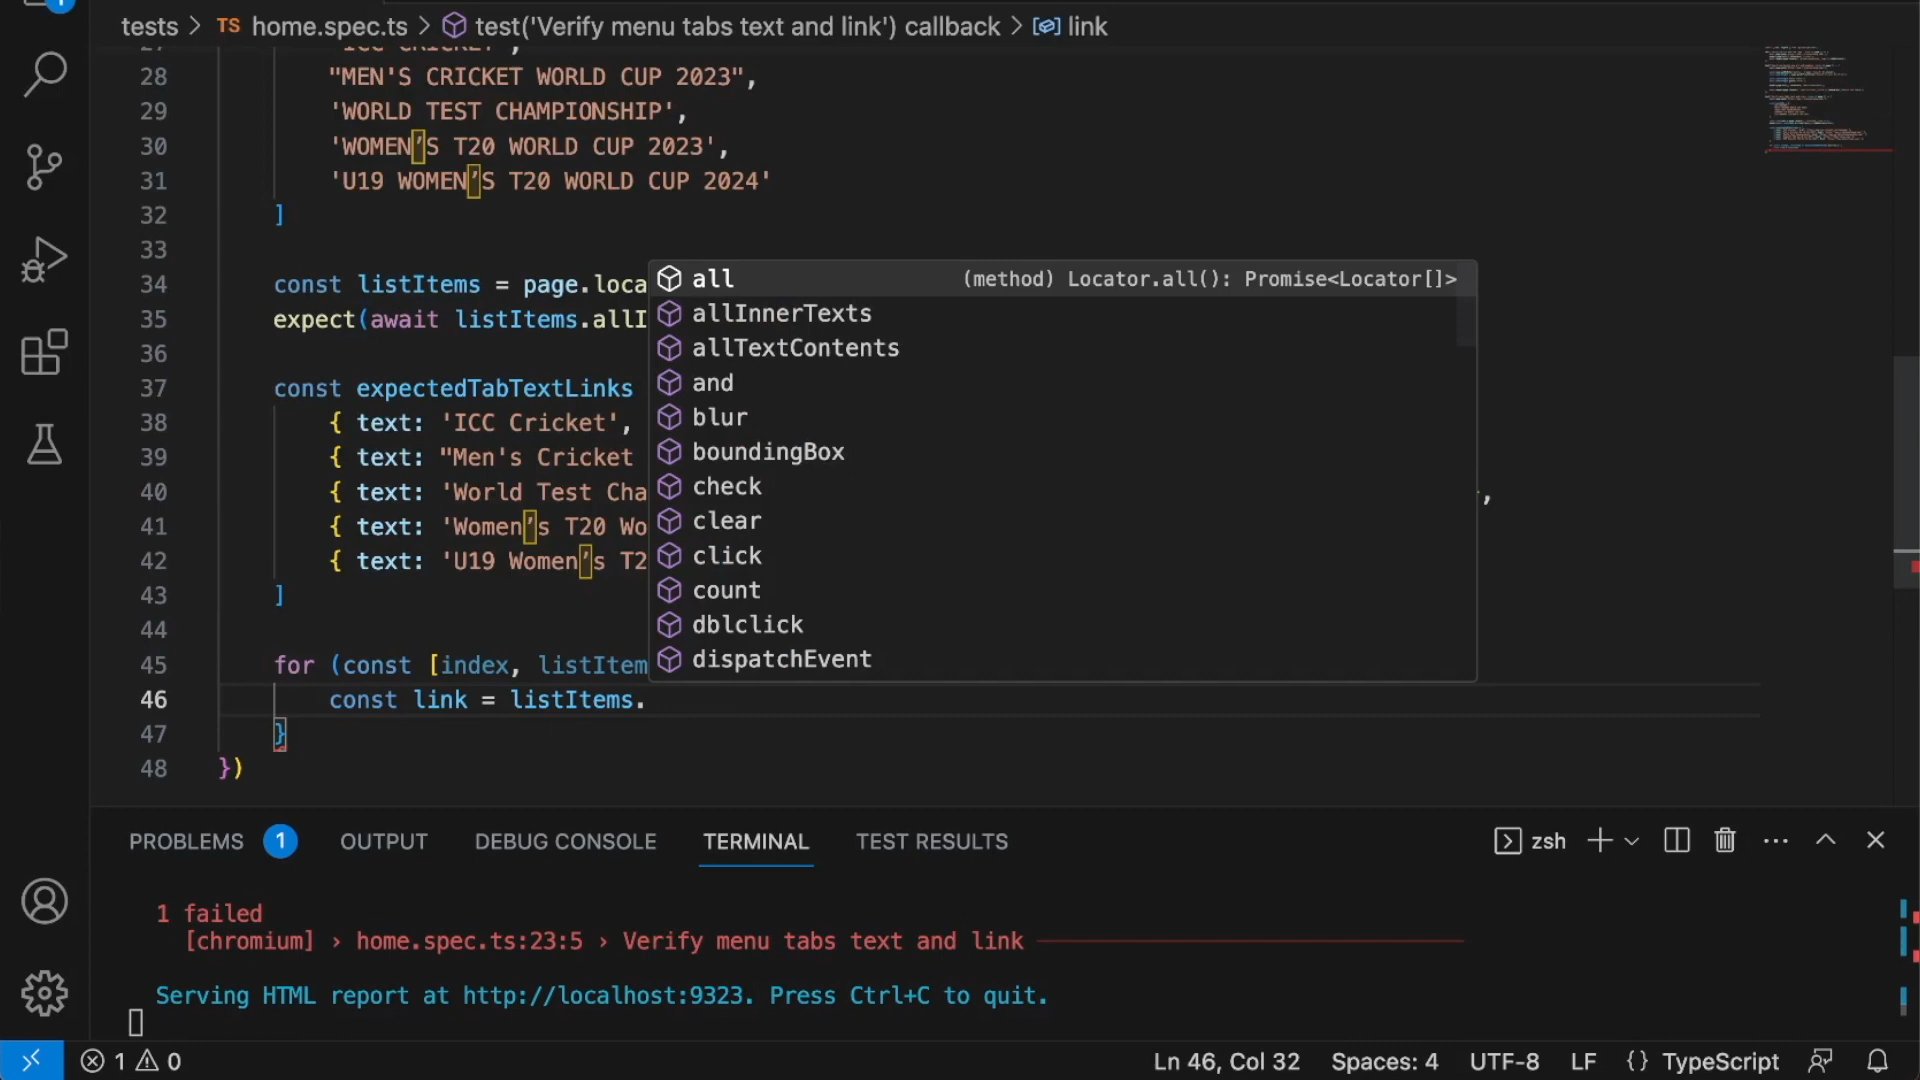 tests > TS home.spec.ts > test('Verify menu tabs text and link') callback > link
27 'ICC CRICKET',
28 "MEN'S CRICKET WORLD CUP 2023",
29 'WORLD TEST CHAMPIONSHIP',
30 'WOMEN’S T20 WORLD CUP 2023',
31 'U19 WOMEN’S T20 WORLD CUP 2024'
32 ]
33
34 const listItems = page.loca
35 expect(await listItems.allI
36
37 const expectedTabTextLinks
38 { text: 'ICC Cricket',
39 { text: "Men's Cricket
40 { text: 'World Test Cha ,
41 { text: 'Women’s T20 Wo
42 { text: 'U19 Women’s T2
43 ]
44
45 for (const [index, listItem
46 const link = listItems.
47 }
48 })
all (method) Locator.all(): Promise<Locator[]>
allInnerTexts
allTextContents
and
blur
boundingBox
check
clear
click
count
dblclick
dispatchEvent
PROBLEMS 1 OUTPUT DEBUG CONSOLE TERMINAL TEST RESULTS zsh
1 failed
[chromium] › home.spec.ts:23:5 › Verify menu tabs text and link
Serving HTML report at http://localhost:9323. Press Ctrl+C to quit.
1 0 Ln 46, Col 32 Spaces: 4 UTF-8 LF {} TypeScript